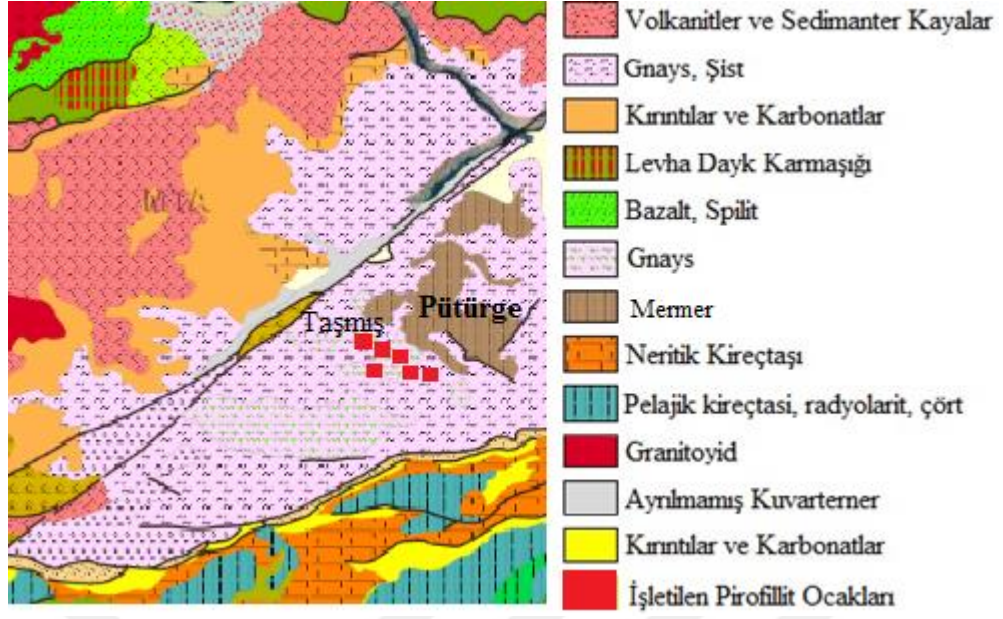 Volkanitler ve Sedimanter Kayalar
Gnays, Şist
Kırıntılar ve Karbonatlar
Levha Dayk Karmaşığı
Bazalt, Spilit
Gnays
Mermer
Neritik Kireçtaşı
Pelajik kireçtasi, radyolarit, çört
Granitoyid
Ayrılmamış Kuvarterner
Kırıntılar ve Karbonatlar
İşletilen Pirofillit Ocakları
Pütürge
Taşmış